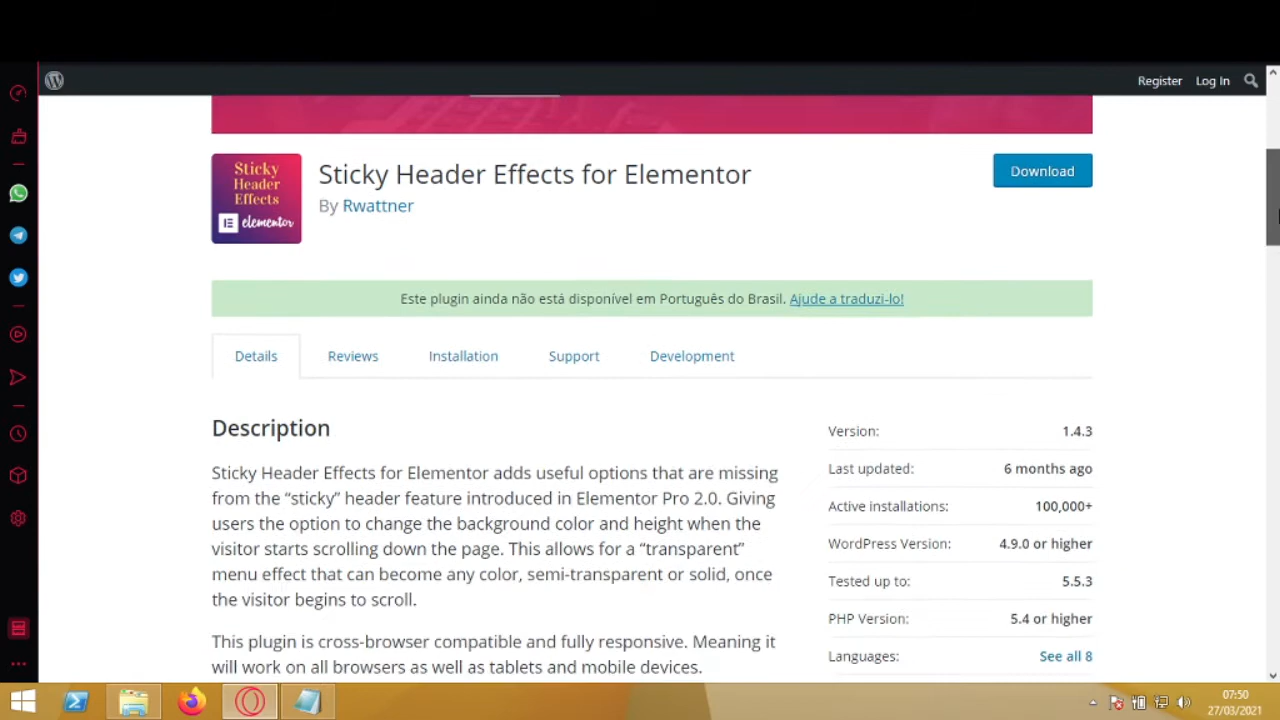 Register Log In
Sticky
Header
Effects
elementor
Sticky Header Effects for Elementor
By Rwattner
Download
Este plugin ainda não está disponível em Português do Brasil. Ajude a traduzi-lo!
Details Reviews Installation Support Development
Description
Sticky Header Effects for Elementor adds useful options that are missing
from the “sticky” header feature introduced in Elementor Pro 2.0. Giving
users the option to change the background color and height when the
visitor starts scrolling down the page. This allows for a “transparent”
menu effect that can become any color, semi-transparent or solid, once
the visitor begins to scroll.
This plugin is cross-browser compatible and fully responsive. Meaning it
will work on all browsers as well as tablets and mobile devices.
Version: 1.4.3
Last updated: 6 months ago
Active installations: 100,000+
WordPress Version: 4.9.0 or higher
Tested up to: 5.5.3
PHP Version: 5.4 or higher
Languages: See all 8
07:50
27/03/2021